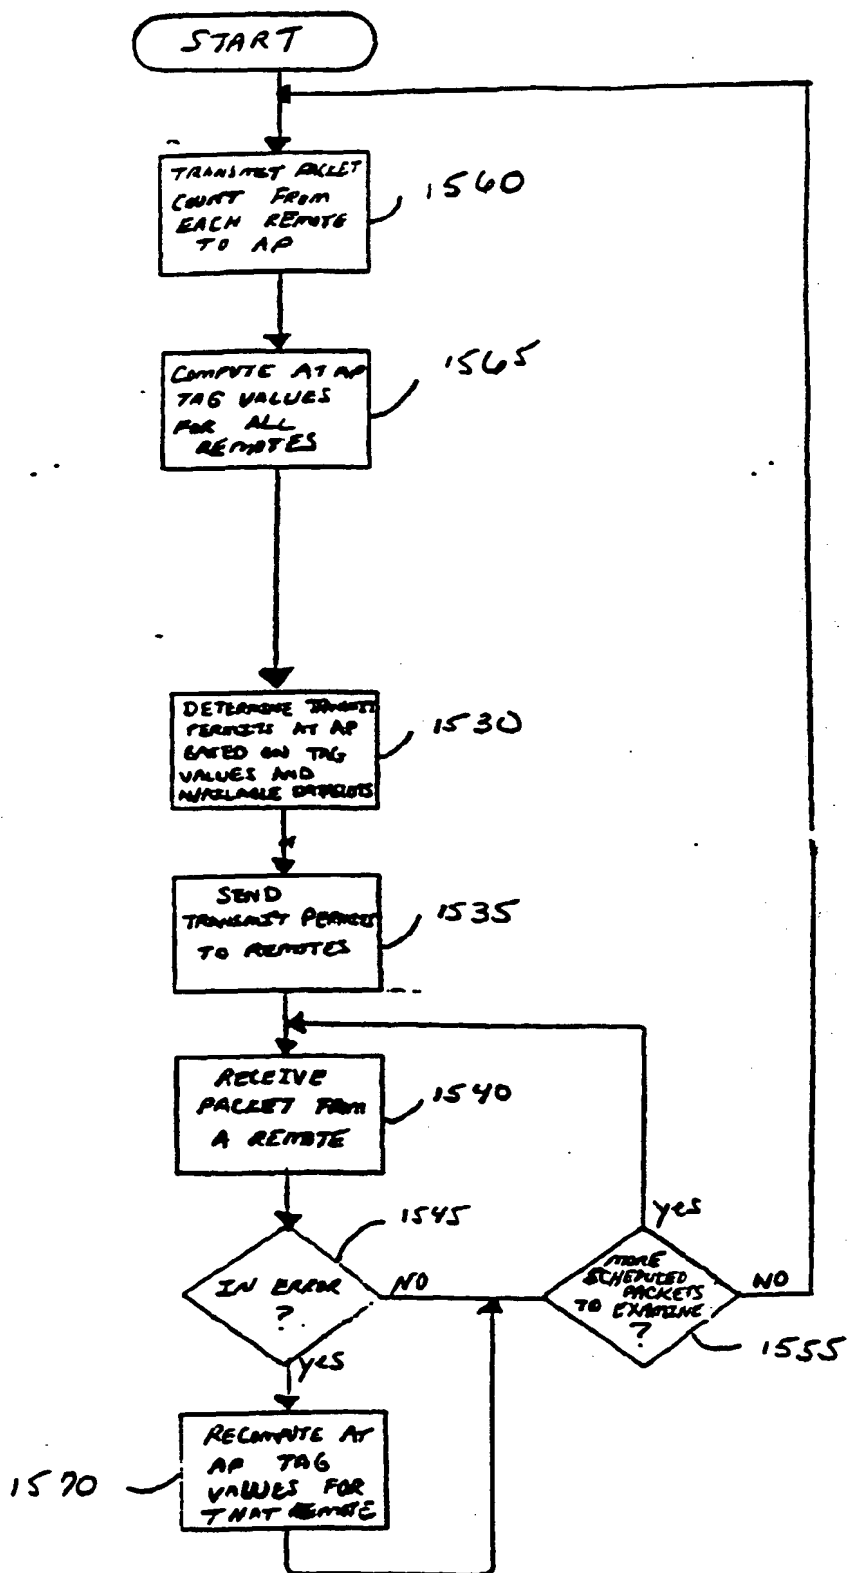 START
TRANSMIT PACKET
COUNT FROM
EACH REMOTE
TO AP
1560
COMPUTE AT AP
TAG VALUES
FOR ALL
REMOTES
1565
DETERMINE TRANSMIT
PERMITS AT AP
BASED ON TAG
VALUES AND
AVAILABLE DATASLOTS
1530
SEND
TRANSMIT PERMITS
TO REMOTES
1535
RECEIVE
PACKET FROM
A REMOTE
1540
1545
IN ERROR
?
NO
yes
yes
MORE
SCHEDULED
PACKETS
TO EXAMINE
?
NO
1555
RECOMPUTE AT
AP TAG
VALUES FOR
THAT REMOTE
1570